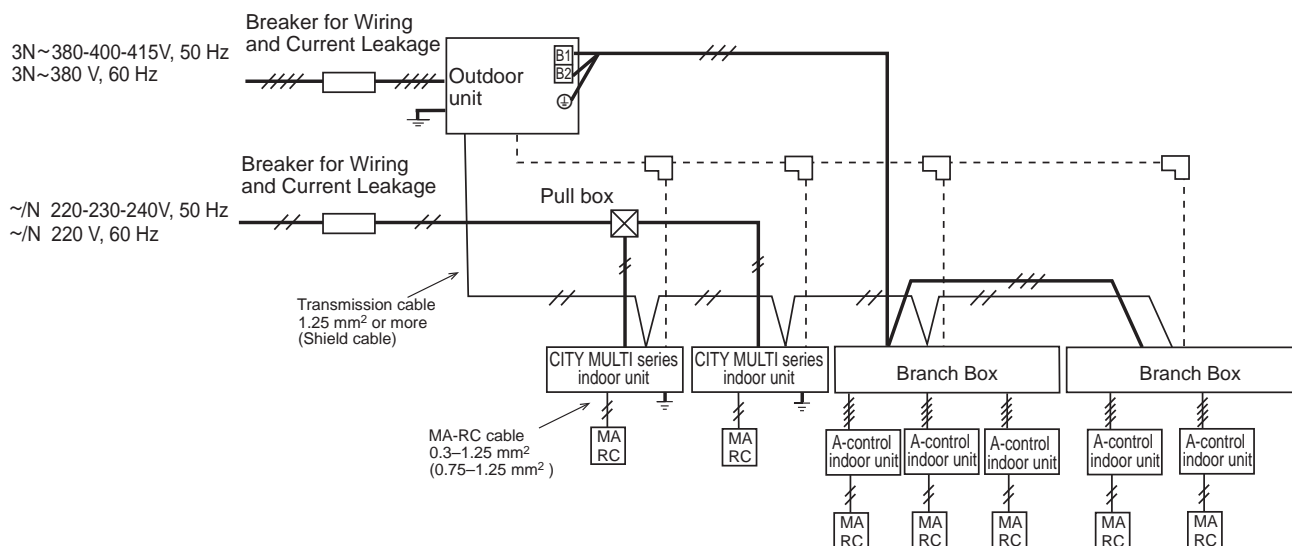 Breaker for Wiring
and Current Leakage
3N~380-400-415V, 50 Hz
3N~380 V, 60 Hz
Outdoor
unit
B1
B2
Breaker for Wiring
and Current Leakage
~/N 220-230-240V, 50 Hz
~/N 220 V, 60 Hz
Pull box
Transmission cable
1.25 mm² or more
(Shield cable)
CITY MULTI series
indoor unit
CITY MULTI series
indoor unit
Branch Box
Branch Box
MA-RC cable
0.3–1.25 mm²
(0.75–1.25 mm² )
MA
RC
MA
RC
A-control
indoor unit
A-control
indoor unit
A-control
indoor unit
A-control
indoor unit
A-control
indoor unit
MA
RC
MA
RC
MA
RC
MA
RC
MA
RC